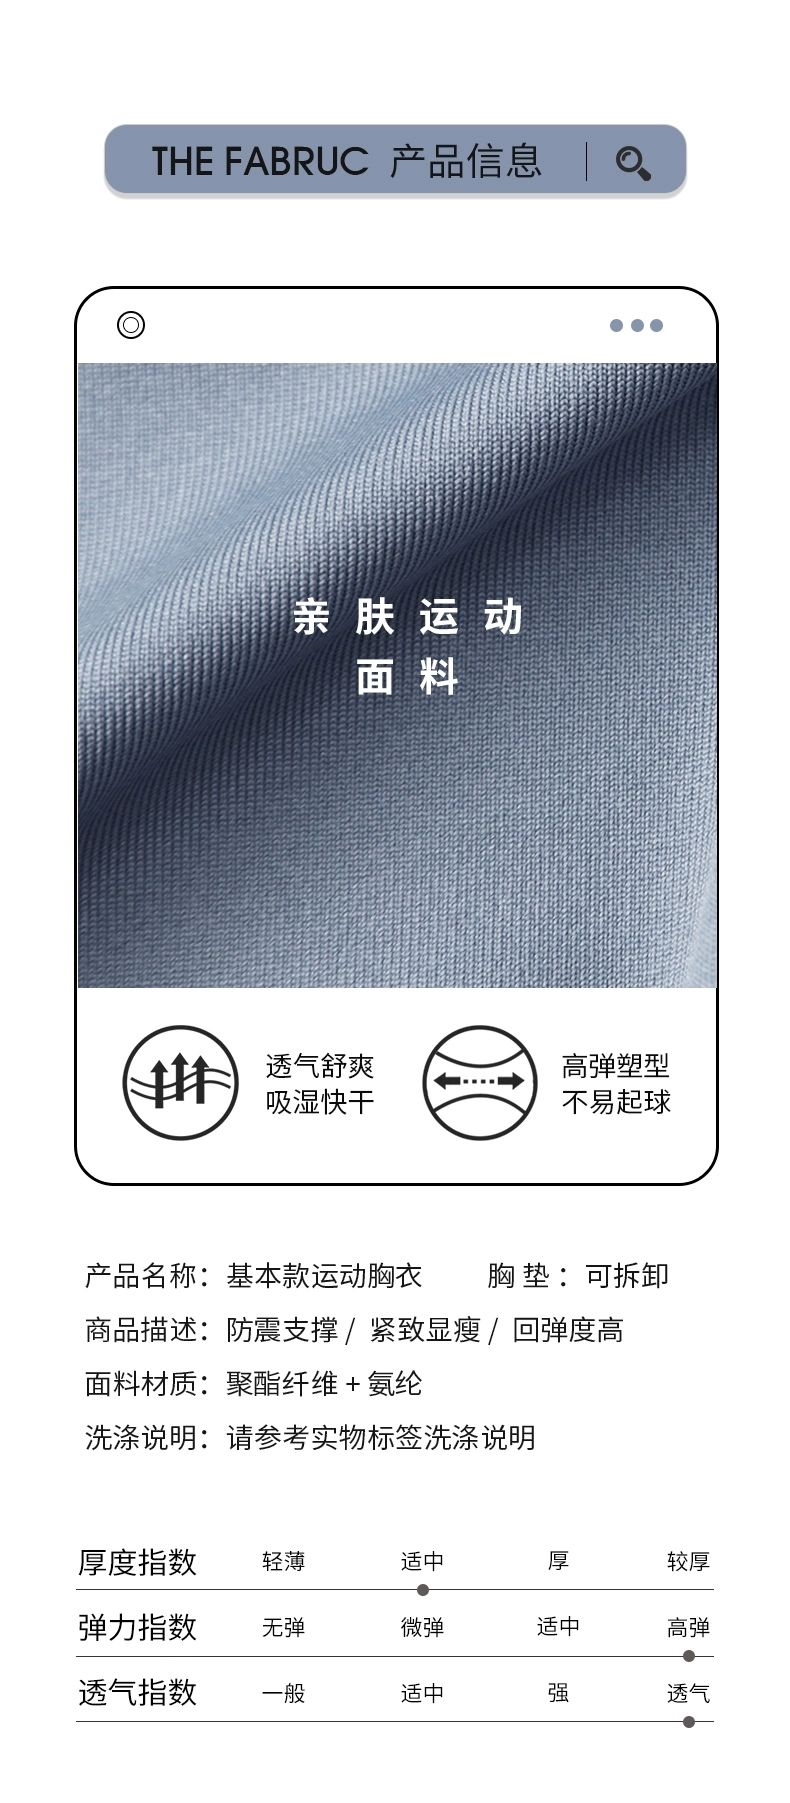 THE FABRUC 产品信息
亲肤运动
面料
透气舒爽
吸湿快干
高弹塑型
不易起球
产品名称：基本款运动胸衣 胸 垫：可拆卸
商品描述：防震支撑 / 紧致显瘦 / 回弹度高
面料材质：聚酯纤维 + 氨纶
洗涤说明：请参考实物标签洗涤说明
厚度指数 轻薄 适中 厚 较厚
弹力指数 无弹 微弹 适中 高弹
透气指数 一般 适中 强 透气